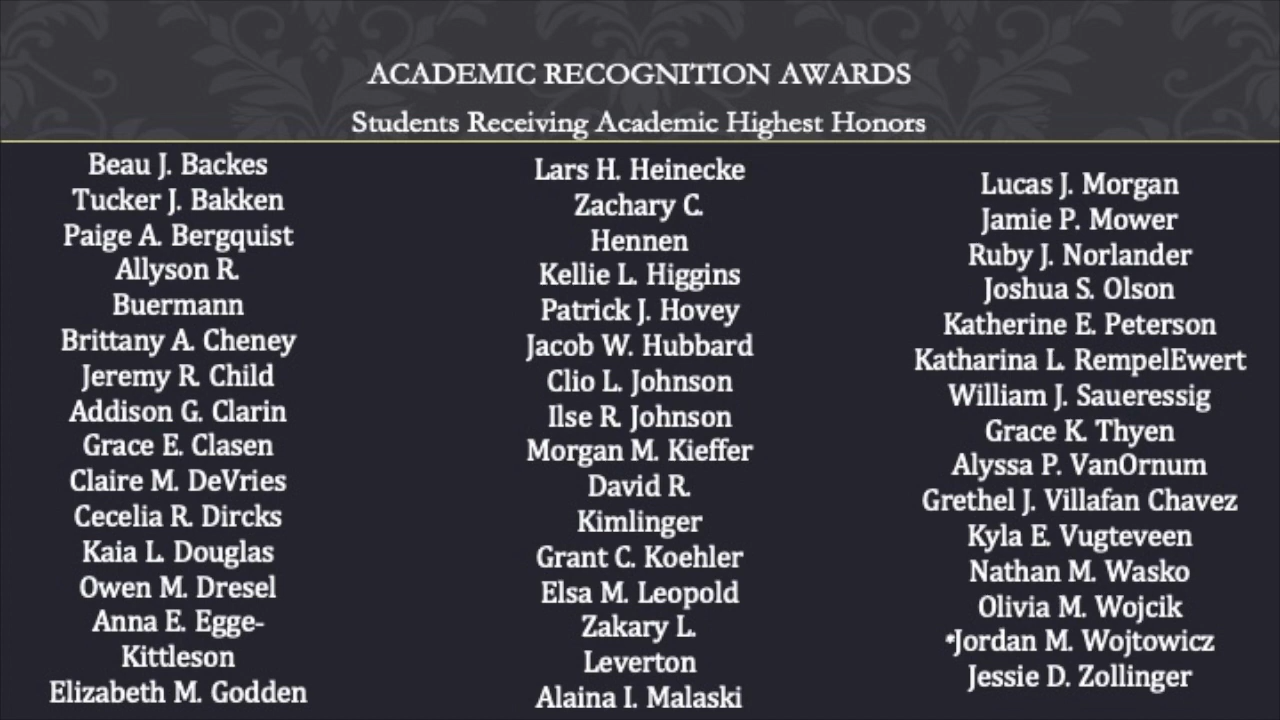 ACADEMIC RECOGNITION AWARDS
Students Receiving Academic Highest Honors
Beau J. Backes
Tucker J. Bakken
Paige A. Bergquist
Allyson R.
Buermann
Brittany A. Cheney
Jeremy R. Child
Addison G. Clarin
Grace E. Clasen
Claire M. DeVries
Cecelia R. Dircks
Kaia L. Douglas
Owen M. Dresel
Anna E. Egge-
Kittleson
Elizabeth M. Godden
Lars H. Heinecke
Zachary C.
Hennen
Kellie L. Higgins
Patrick J. Hovey
Jacob W. Hubbard
Clio L. Johnson
Ilse R. Johnson
Morgan M. Kieffer
David R.
Kimlinger
Grant C. Koehler
Elsa M. Leopold
Zakary L.
Leverton
Alaina I. Malaski
Lucas J. Morgan
Jamie P. Mower
Ruby J. Norlander
Joshua S. Olson
Katherine E. Peterson
Katharina L. RempelEwert
William J. Saueressig
Grace K. Thyen
Alyssa P. VanOrnum
Grethel J. Villafan Chavez
Kyla E. Vugteveen
Nathan M. Wasko
Olivia M. Wojcik
*Jordan M. Wojtowicz
Jessie D. Zollinger